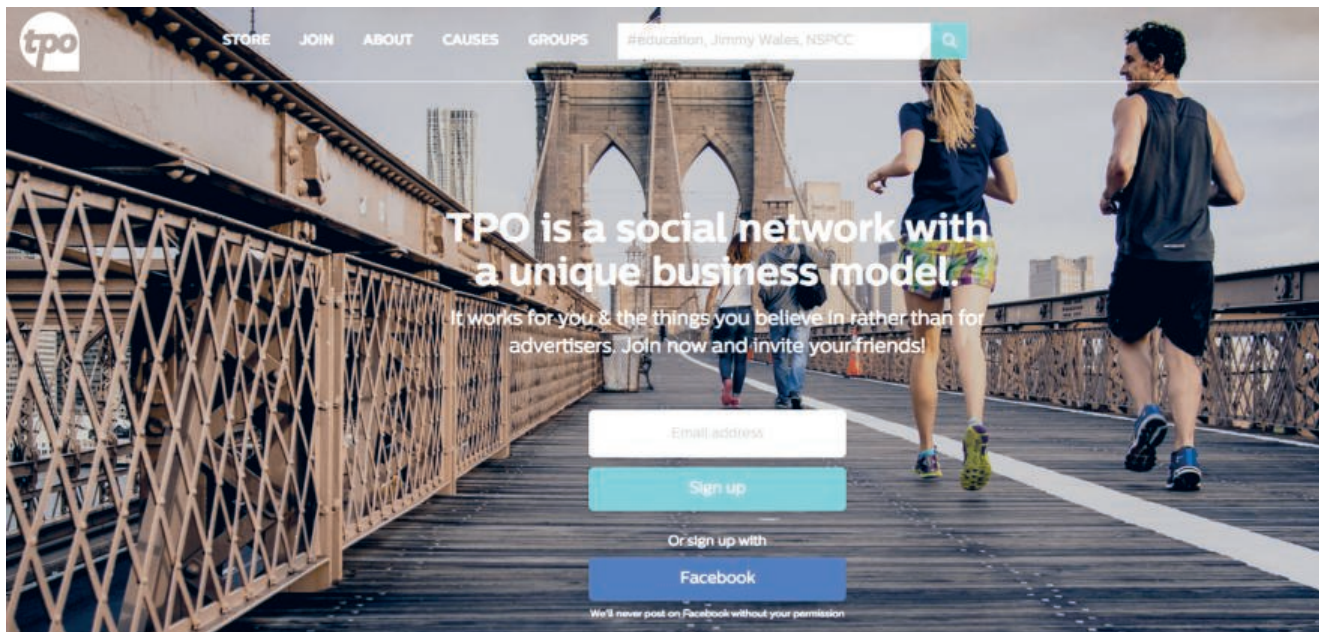 tpo
STORE JOIN ABOUT CAUSES GROUPS #education, Jimmy Wales, NSPCC
TPO is a social network with
a unique business model.
It works for you & the things you believe in rather than for
advertisers. Join now and invite your friends!
Email address
Sign up
Or sign up with
Facebook
We'll never post on Facebook without your permission